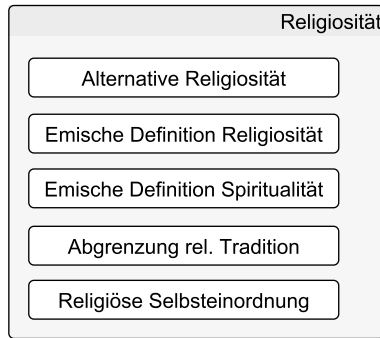 Religiosität
Alternative Religiosität
Emische Definition Religiosität
Emische Definition Spiritualität
Abgrenzung rel. Tradition
Religiöse Selbsteinordnung